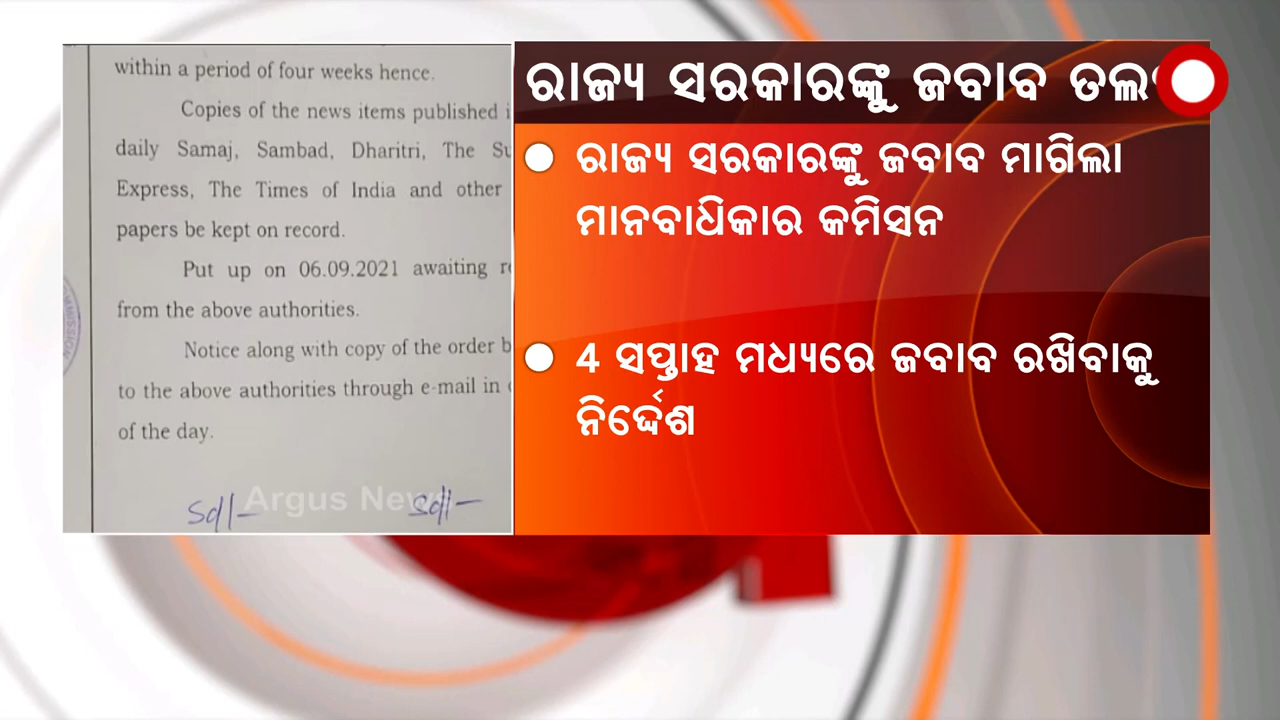 within a period of four weeks hence.
Copies of the news items published
daily Samaj, Sambad, Dharitri, The
Express, The Times of India and other
papers be kept on record.
Put up on 06.09.2021 awaiting
from the above authorities.
Notice along with copy of the order
to the above authorities through e-mail in
of the day.
Sd/- Sd/-
Argus News
MISSION
ରାଜ୍ୟ ସରକାରଙ୍କୁ ଜବାବ
ରାଜ୍ୟ ସରକାରଙ୍କୁ ଜବାବ ମାଗିଲା
ମାନବାଧିକାର କମିସନ
4 ସପ୍ତାହ ମଧ୍ୟରେ ଜବାବ ରଖିବାକୁ
ନିର୍ଦ୍ଦେଶ